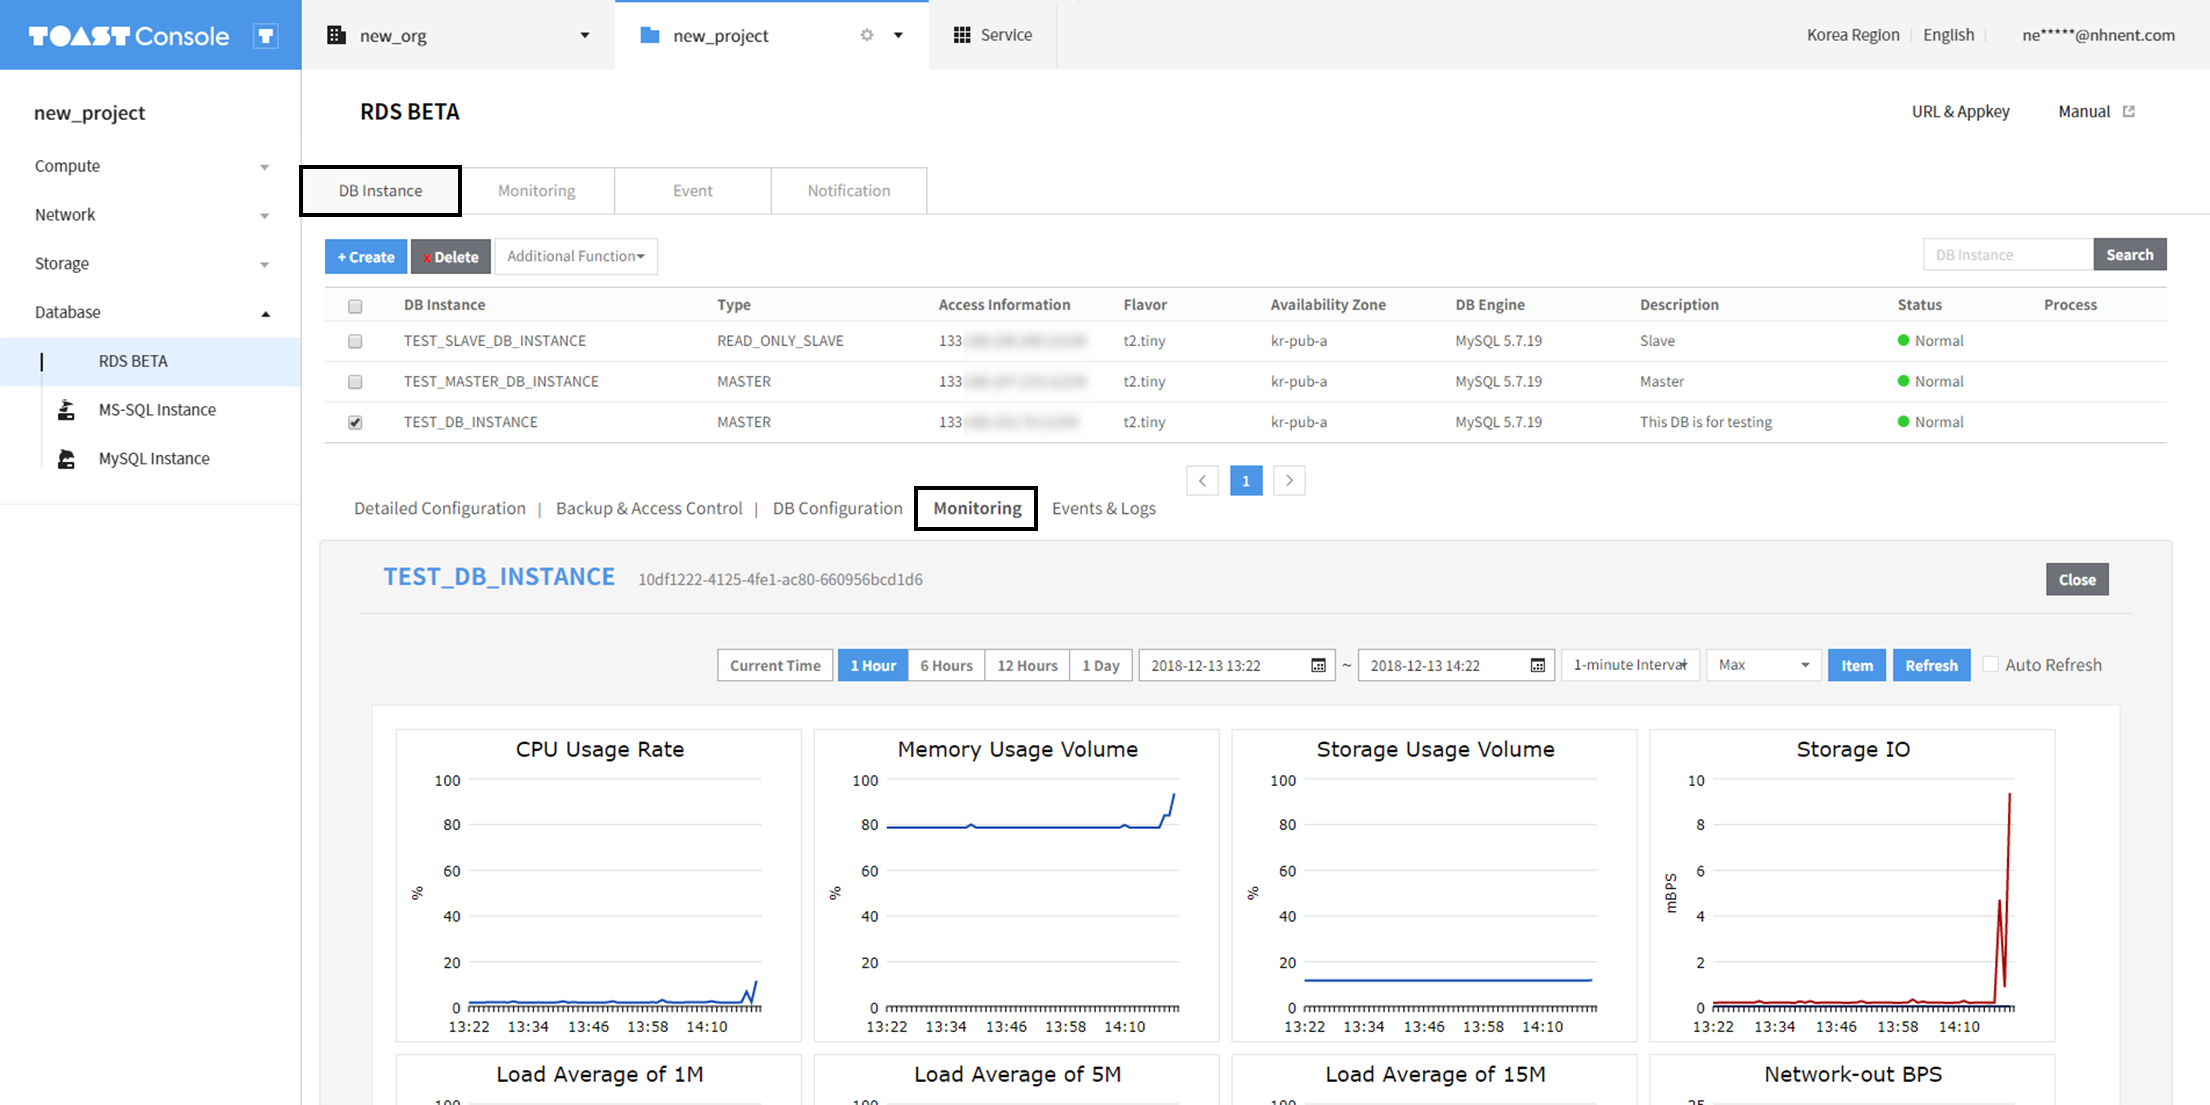 TOAST Console T new_org new_project Service Korea Region English ne*****@nhnent.com
new_project
Compute
Network
Storage
Database
RDS BETA
MS-SQL Instance
MySQL Instance
RDS BETA URL & Appkey Manual
DB Instance Monitoring Event Notification
+ Create x Delete Additional Function DB Instance Search
DB Instance Type Access Information Flavor Availability Zone DB Engine Description Status Process
TEST_SLAVE_DB_INSTANCE READ_ONLY_SLAVE 133 t2.tiny kr-pub-a MySQL 5.7.19 Slave Normal
TEST_MASTER_DB_INSTANCE MASTER 133 t2.tiny kr-pub-a MySQL 5.7.19 Master Normal
TEST_DB_INSTANCE MASTER 133 t2.tiny kr-pub-a MySQL 5.7.19 This DB is for testing Normal
< 1 >
Detailed Configuration | Backup & Access Control | DB Configuration Monitoring Events & Logs
TEST_DB_INSTANCE 10df1222-4125-4fe1-ac80-660956bcd1d6 Close
Current Time 1 Hour 6 Hours 12 Hours 1 Day 2018-12-13 13:22 ~ 2018-12-13 14:22 1-minute Interval Max Item Refresh Auto Refresh
CPU Usage Rate
100
80
60
%
40
20
0
13:22 13:34 13:46 13:58 14:10
Memory Usage Volume
100
80
60
%
40
20
0
13:22 13:34 13:46 13:58 14:10
Storage Usage Volume
100
80
60
%
40
20
0
13:22 13:34 13:46 13:58 14:10
Storage IO
10
8
6
mBPS
4
2
0
13:22 13:34 13:46 13:58 14:10
Load Average of 1M
100
Load Average of 5M
100
Load Average of 15M
100
Network-out BPS
25